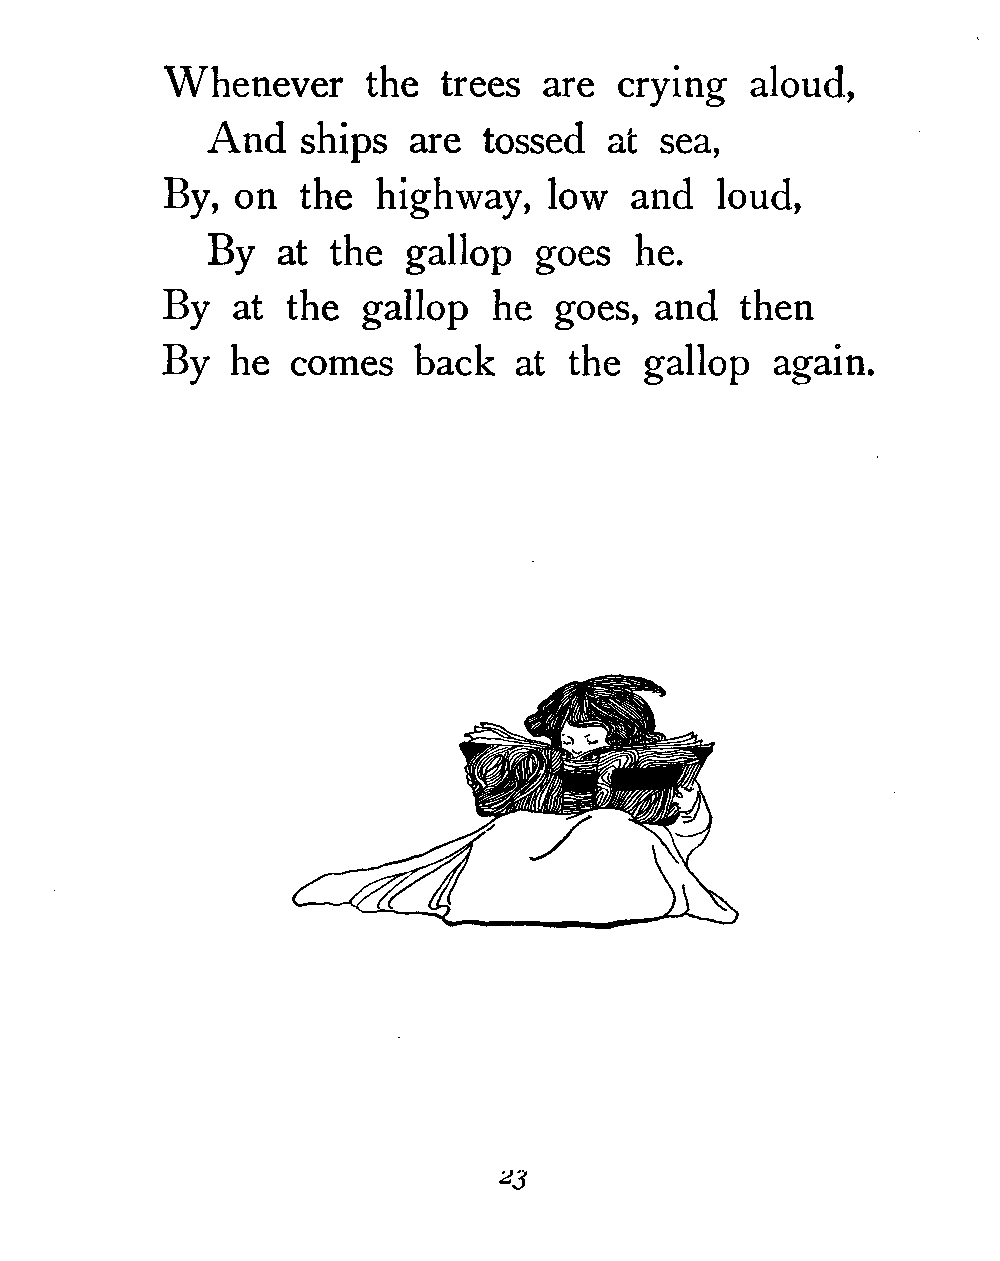 Whenever the trees are crying aloud,
And ships are tossed at sea,
By, on the highway, low and loud,
By at the gallop goes he.
By at the gallop he goes, and then
By he comes back at the gallop again.
23